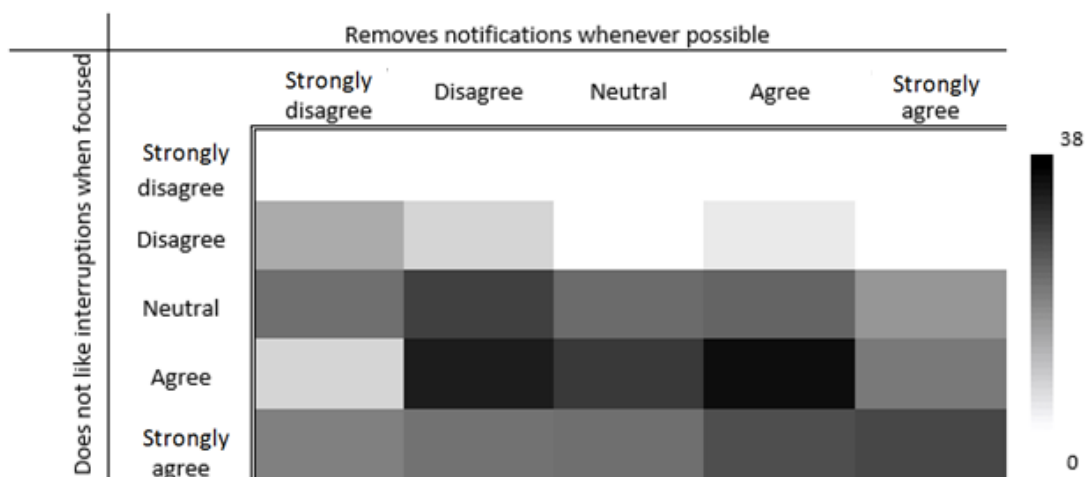 Removes notifications whenever possible
Does not like interruptions when focused
Strongly
disagree
Disagree
Neutral
Agree
Strongly
agree
Strongly
disagree
Disagree
Neutral
Agree
Strongly
agree
38
0